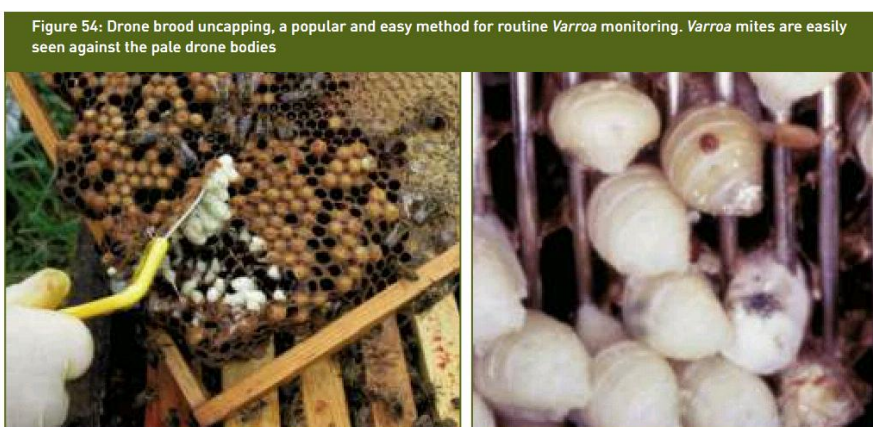 Figure 54: Drone brood uncapping, a popular and easy method for routine Varroa monitoring. Varroa mites are easily
seen against the pale drone bodies